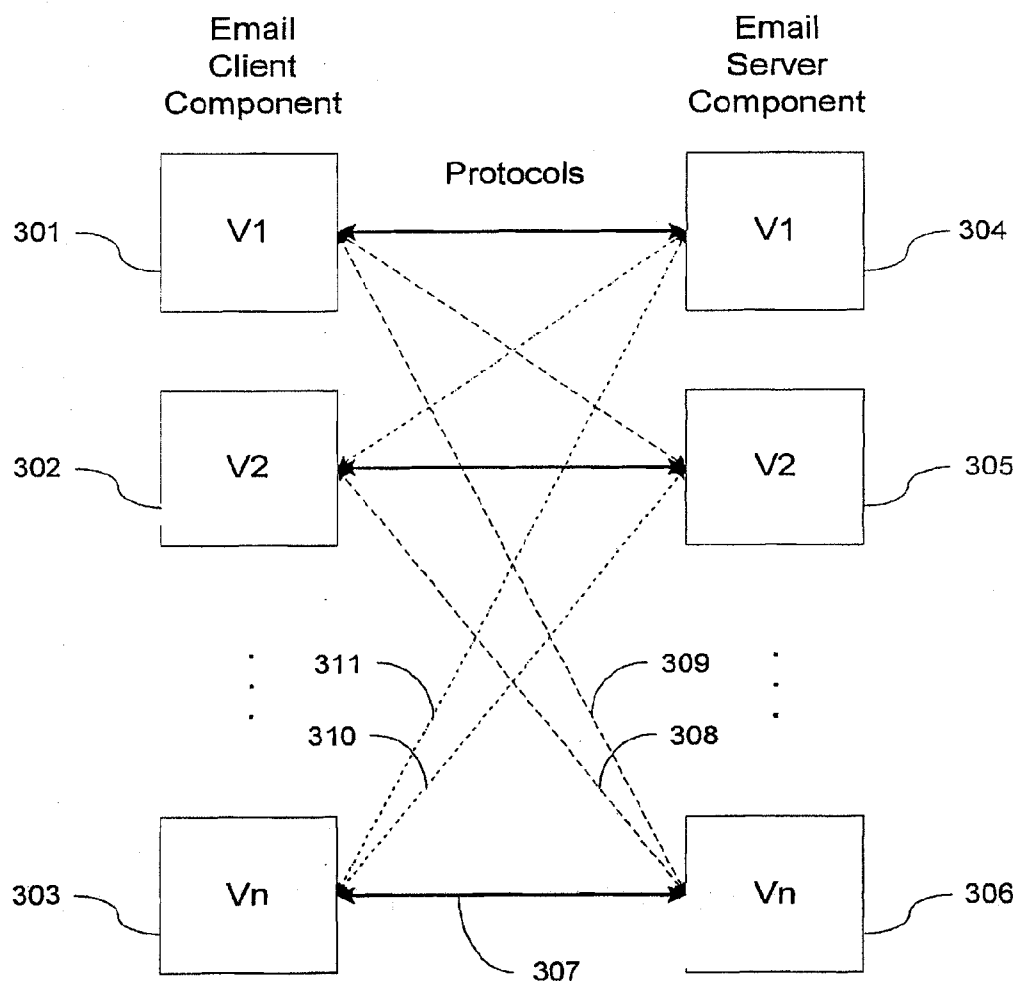 Email
Client
Component
Email
Server
Component
Protocols
301
V1
V1
304
302
V2
V2
305
.
.
.
311
309
.
.
.
310
308
303
Vn
Vn
306
307